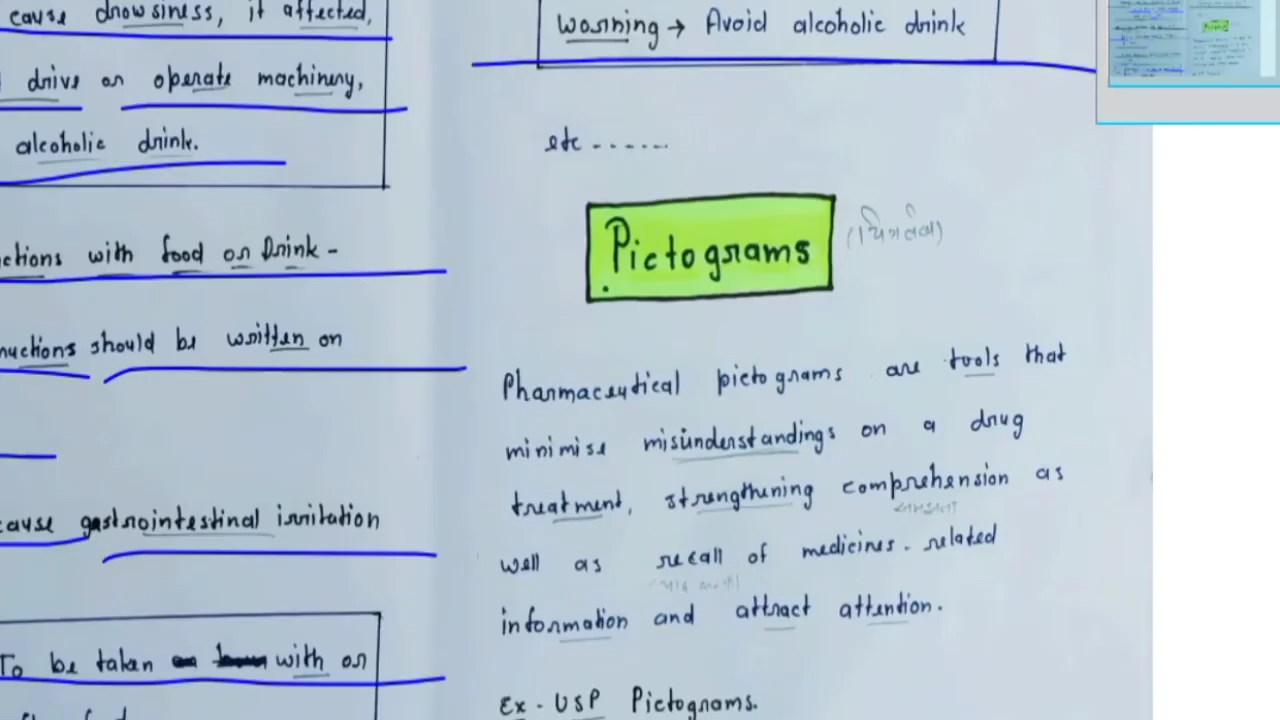 cause drowsiness, if affected,
drive or operate machinery,
alcoholic drink.
ctions with food or Drink -
ructions should be written on
cause gastrointestinal irritation
To be taken with or
Warning → Avoid alcoholic drink
etc ......
Pictograms
Pharmaceutical pictograms are tools that
minimise misunderstandings on a drug
treatment, strengthening comprehension as
well as recall of medicines-related
information and attract attention.
Ex - USP Pictograms.